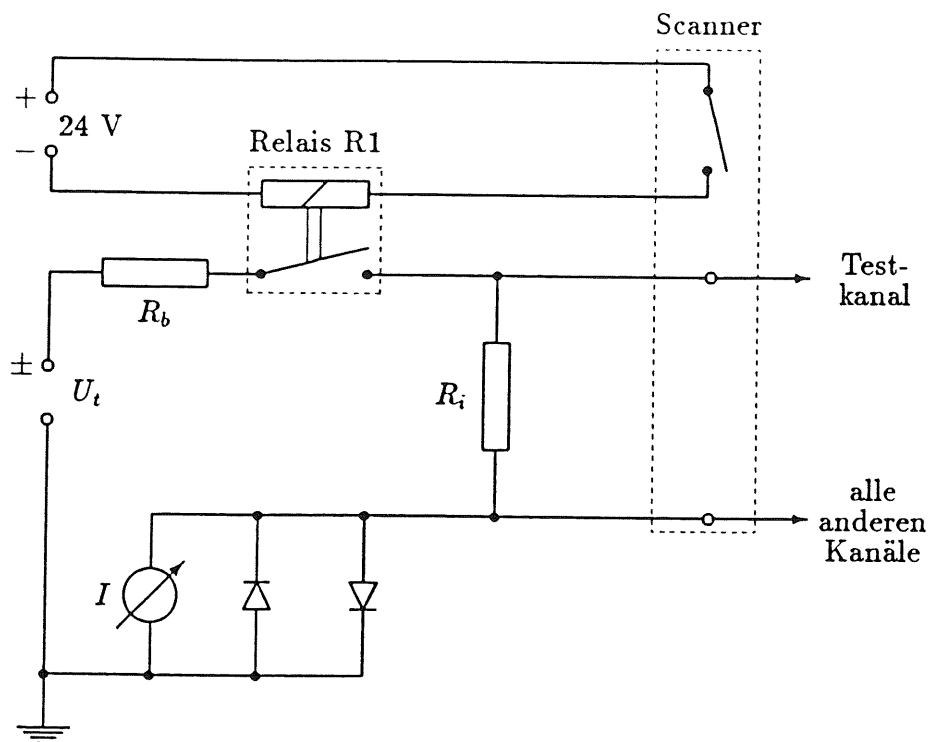 Scanner
+
24 V
−
Relais R1
R_b
±
U_t
R_i
Test-
kanal
I
alle
anderen
Kanäle